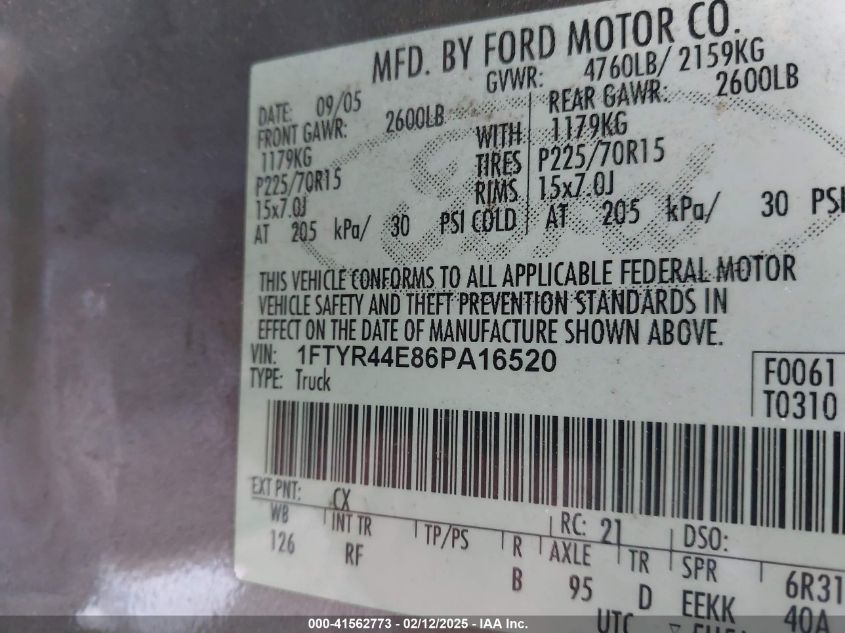 MFD. BY FORD MOTOR CO.
DATE: 09/05 GVWR: 4760LB/ 2159KG
FRONT GAWR: 2600LB REAR GAWR: 2600LB
1179KG WITH 1179KG
P225/70R15 TIRES P225/70R15
15x7.0J RIMS 15x7.0J
AT 205 kPa/ 30 PSI COLD AT 205 kPa/ 30 PSI
THIS VEHICLE CONFORMS TO ALL APPLICABLE FEDERAL MOTOR
VEHICLE SAFETY AND THEFT PREVENTION STANDARDS IN
EFFECT ON THE DATE OF MANUFACTURE SHOWN ABOVE.
VIN: 1FTYR44E86PA16520
TYPE: Truck
F0061
T0310
EXT PNT: CX RC: 21 DSO:
WB INT TR TP/PS R AXLE TR SPR
126 RF B 95 D EEKK 6R31
UTC 40A
000-41562773 - 02/12/2025 - IAA Inc.